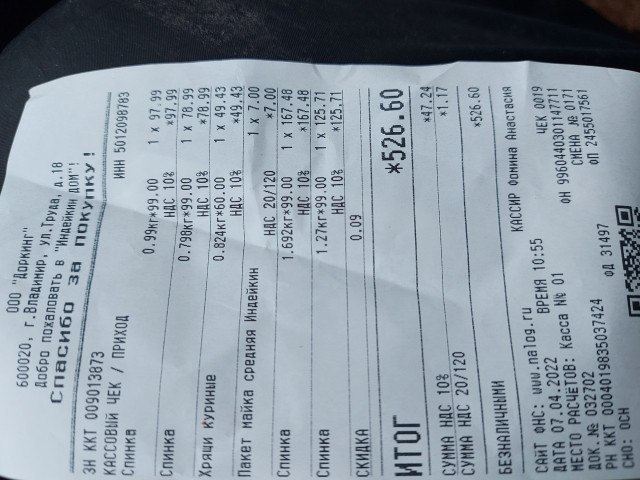 ООО "Доркинг"
600020, г.Владимир, ул.Труда, д.18
Добро пожаловать в "Индейкин дом"!
Спасибо за покупку!
ЗН ККТ 009013873 ИНН 5012098783
КАССОВЫЙ ЧЕК / ПРИХОД
Спинка 0.99кг*99.00 1 X 97.99
НДС 10% *97.99
Спинка 0.798кг*99.00 1 X 78.99
НДС 10% *78.99
Хрящи куриные 0.824кг*60.00 1 X 49.43
НДС 10% *49.43
Пакет майка средняя Индейкин 1 X 7.00
НДС 20/120 *7.00
Спинка 1.692кг*99.00 1 X 167.48
НДС 10% *167.48
Спинка 1.27кг*99.00 1 X 125.71
НДС 10% *125.71
СКИДКА 0.09
ИТОГ *526.60
СУММА НДС 10% *47.24
СУММА НДС 20/120 *1.17
БЕЗНАЛИЧНЫМИ *526.60
КАССИР Фомина Анастасия
САЙТ ФНС: www.nalog.ru
ДАТА 07.04.2022 ВРЕМЯ 10:55 ЧЕК 0019
МЕСТО РАСЧЁТОВ: Касса № 01 ФН 9960440301147711
ДОК.№ 032702 СМЕНА № 0171
РН ККТ 0004019835037424 ФД 31497 ФП 2455017561
СНО: ОСН